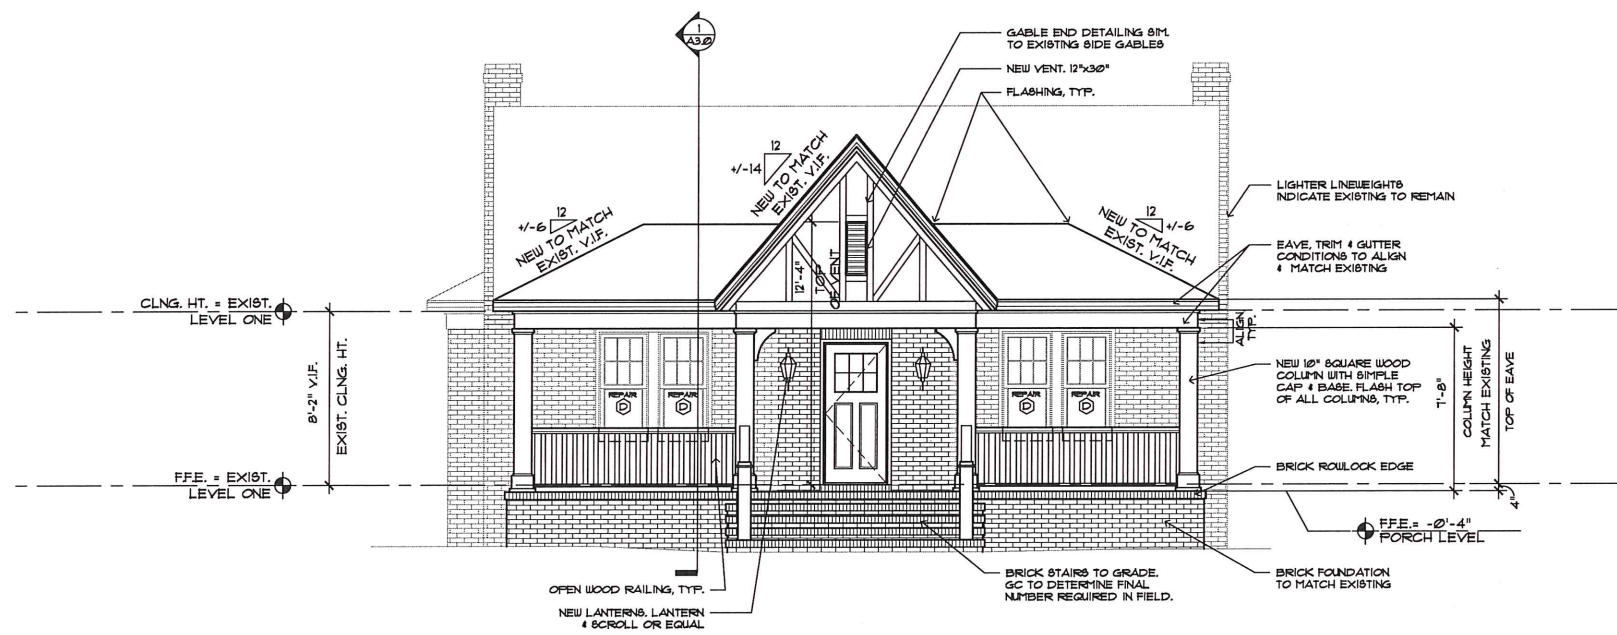 1
A3.0
GABLE END DETAILING SIM.
TO EXISTING SIDE GABLES
NEW VENT. 12"x30"
FLASHING, TYP.
12
+/-14
NEW TO MATCH
EXIST. V.I.F.
12
+/-6
NEW TO MATCH
EXIST. V.I.F.
12
+/-6
NEW TO MATCH
EXIST. V.I.F.
LIGHTER LINEWEIGHTS
INDICATE EXISTING TO REMAIN
EAVE, TRIM & GUTTER
CONDITIONS TO ALIGN
& MATCH EXISTING
12'-4"
TOP
OF VENT
CLNG. HT. = EXIST.
LEVEL ONE
ALIGN
TYP.
8'-2" V.I.F.
EXIST. CLNG. HT.
REPAIR
D
REPAIR
D
REPAIR
D
REPAIR
D
NEW 10" SQUARE WOOD
COLUMN WITH SIMPLE
CAP & BASE. FLASH TOP
OF ALL COLUMNS, TYP.
7'-8"
COLUMN HEIGHT
MATCH EXISTING
TOP OF EAVE
BRICK ROWLOCK EDGE
F.F.E. = EXIST.
LEVEL ONE
4"
F.F.E.= -0'-4"
PORCH LEVEL
OPEN WOOD RAILING, TYP.
NEW LANTERNS. LANTERN
& SCROLL OR EQUAL
BRICK STAIRS TO GRADE.
GC TO DETERMINE FINAL
NUMBER REQUIRED IN FIELD.
BRICK FOUNDATION
TO MATCH EXISTING